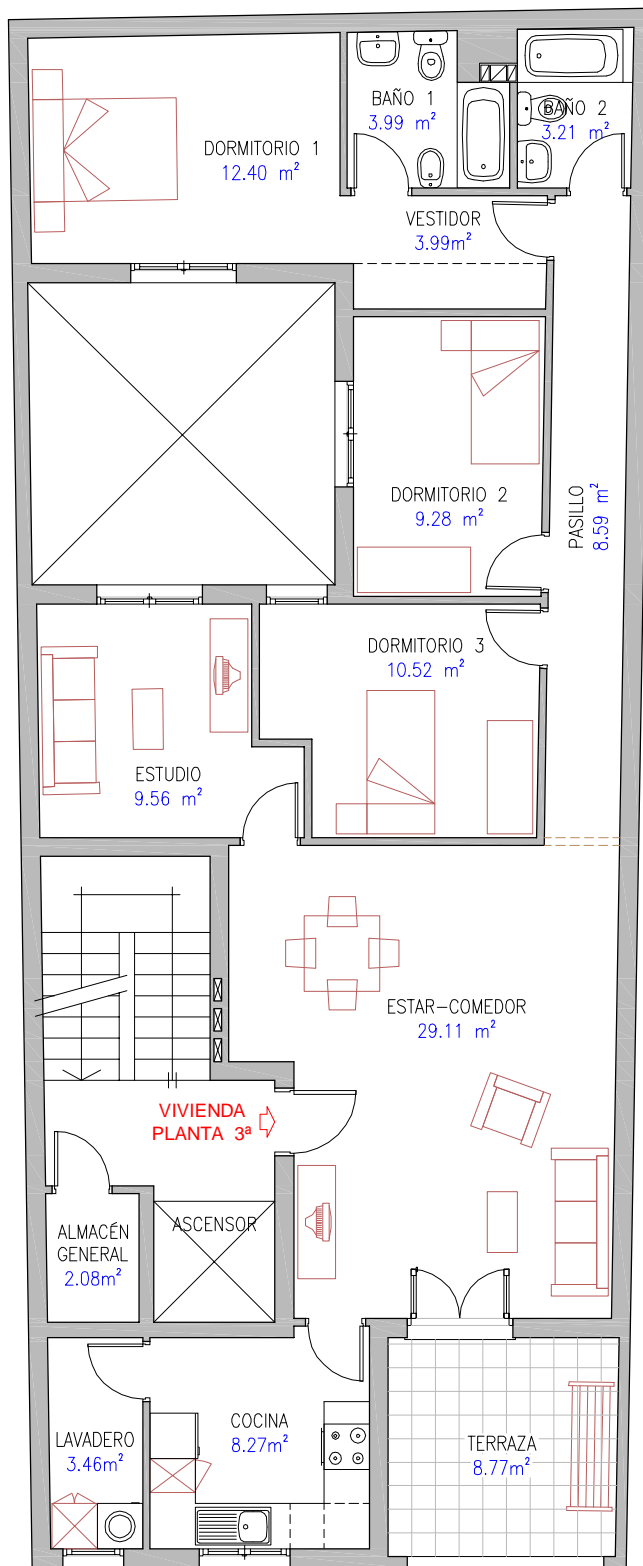 BAÑO 1
3.99 m²
BAÑO 2
3.21 m²
DORMITORIO 1
12.40 m²
VESTIDOR
3.99m²
DORMITORIO 2
9.28 m²
PASILLO
8.59 m²
DORMITORIO 3
10.52 m²
ESTUDIO
9.56 m²
ESTAR-COMEDOR
29.11 m²
VIVIENDA
PLANTA 3ª
ALMACÉN
GENERAL
2.08m²
ASCENSOR
COCINA
8.27m²
LAVADERO
3.46m²
TERRAZA
8.77m²